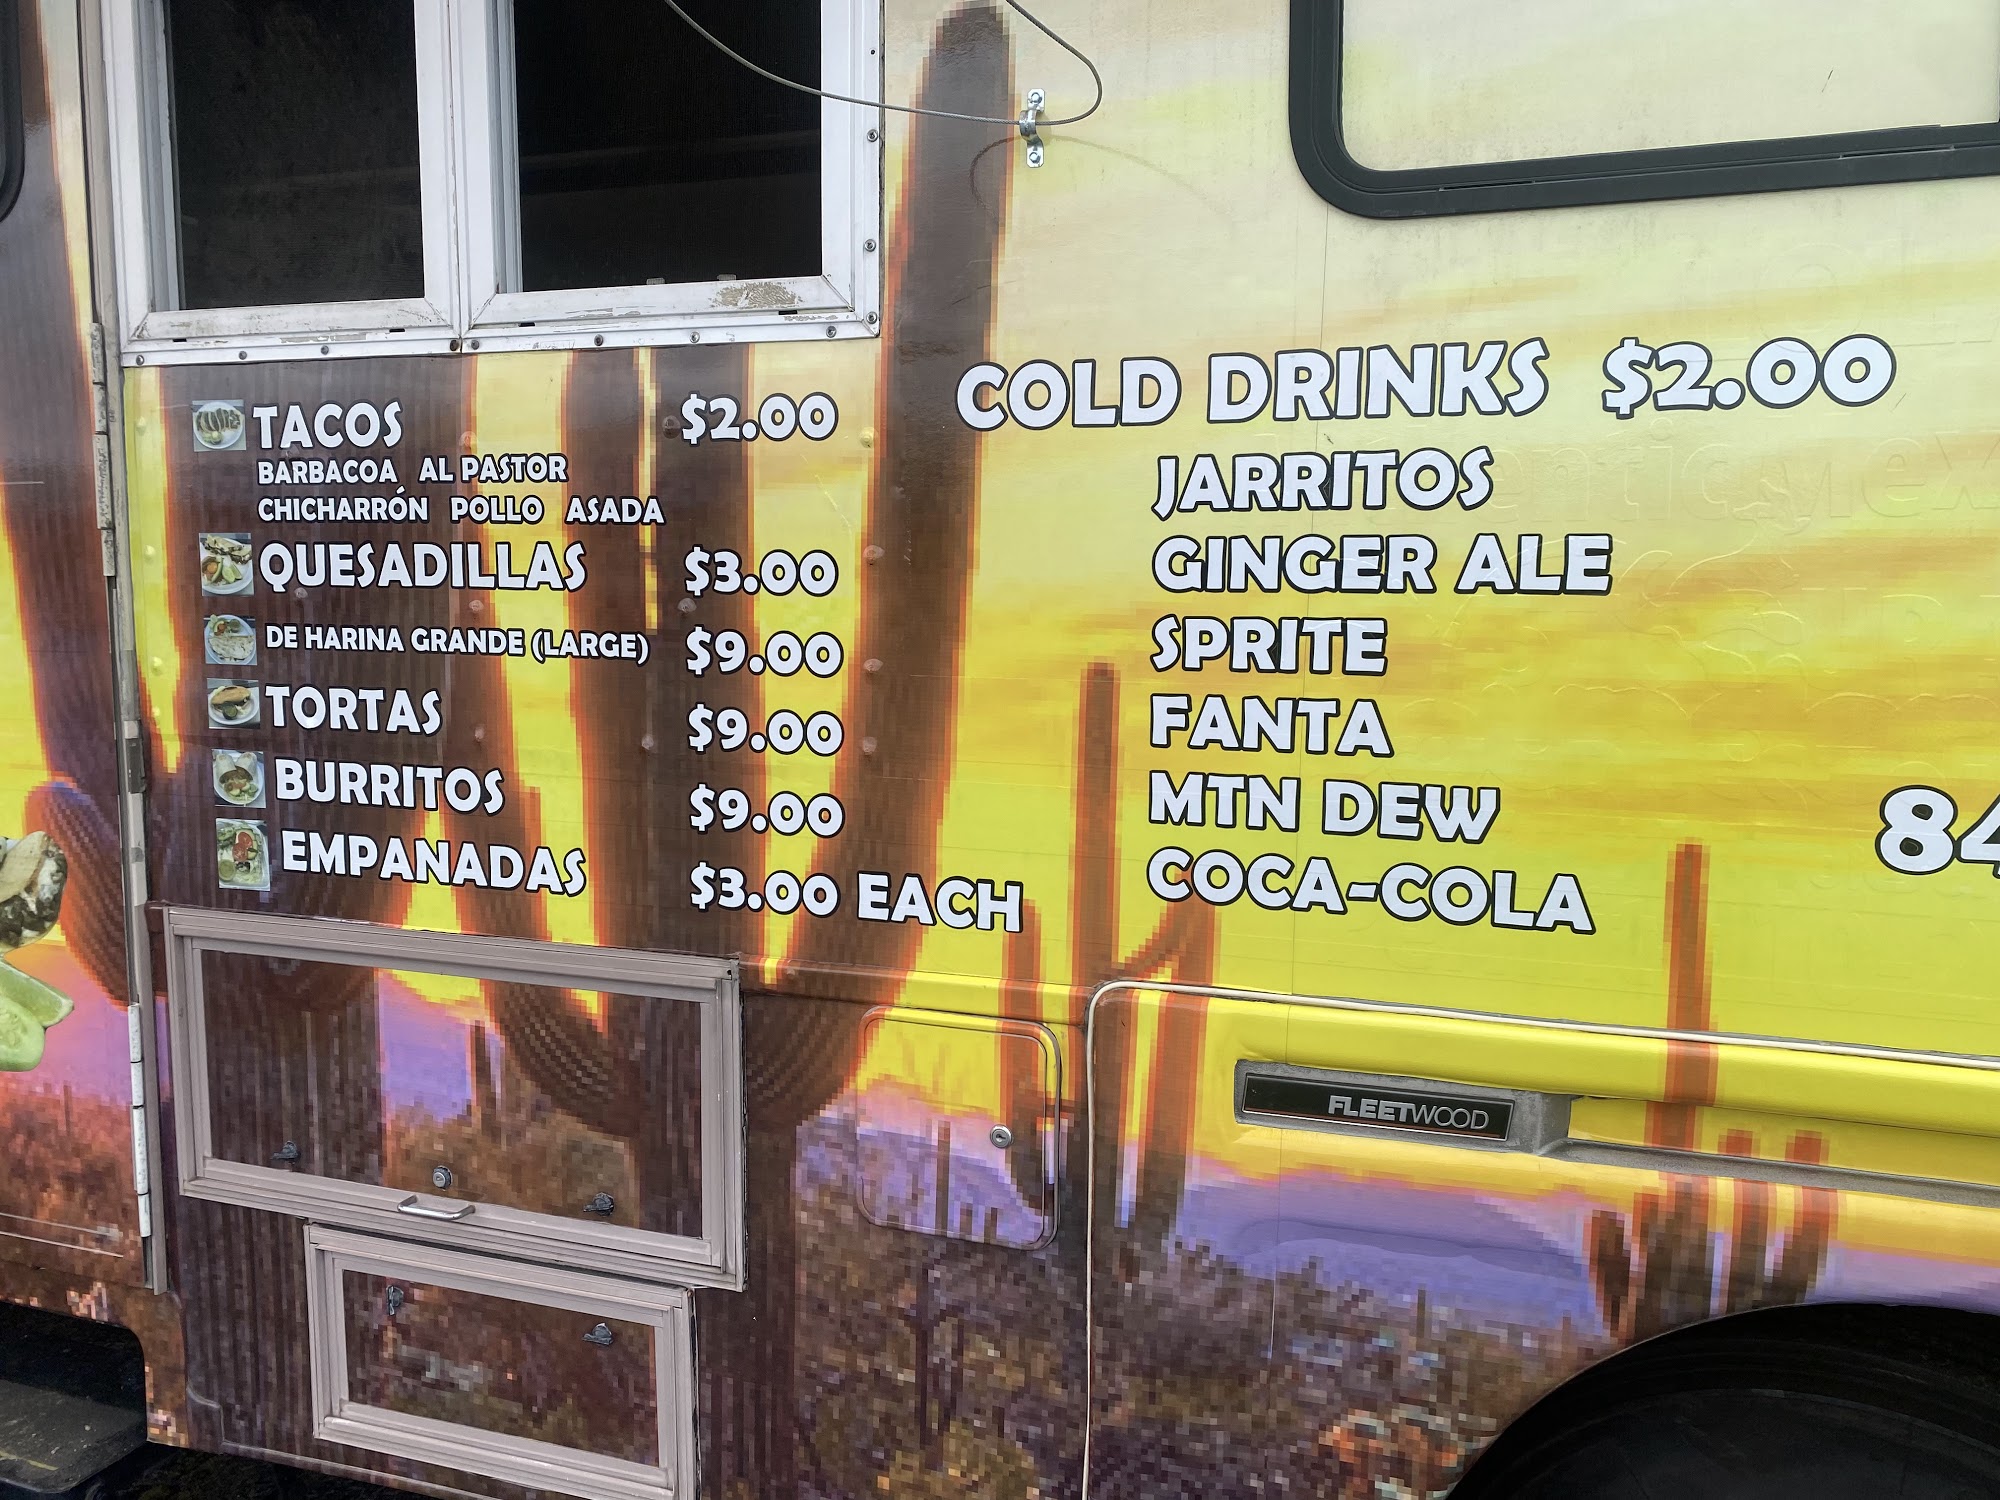 TACOS $2.00
BARBACOA AL PASTOR
CHICHARRÓN POLLO ASADA
QUESADILLAS $3.00
DE HARINA GRANDE (LARGE) $9.00
TORTAS $9.00
BURRITOS $9.00
EMPANADAS $3.00 EACH
COLD DRINKS $2.00
JARRITOS
GINGER ALE
SPRITE
FANTA
MTN DEW
COCA-COLA
84
FLEETWOOD